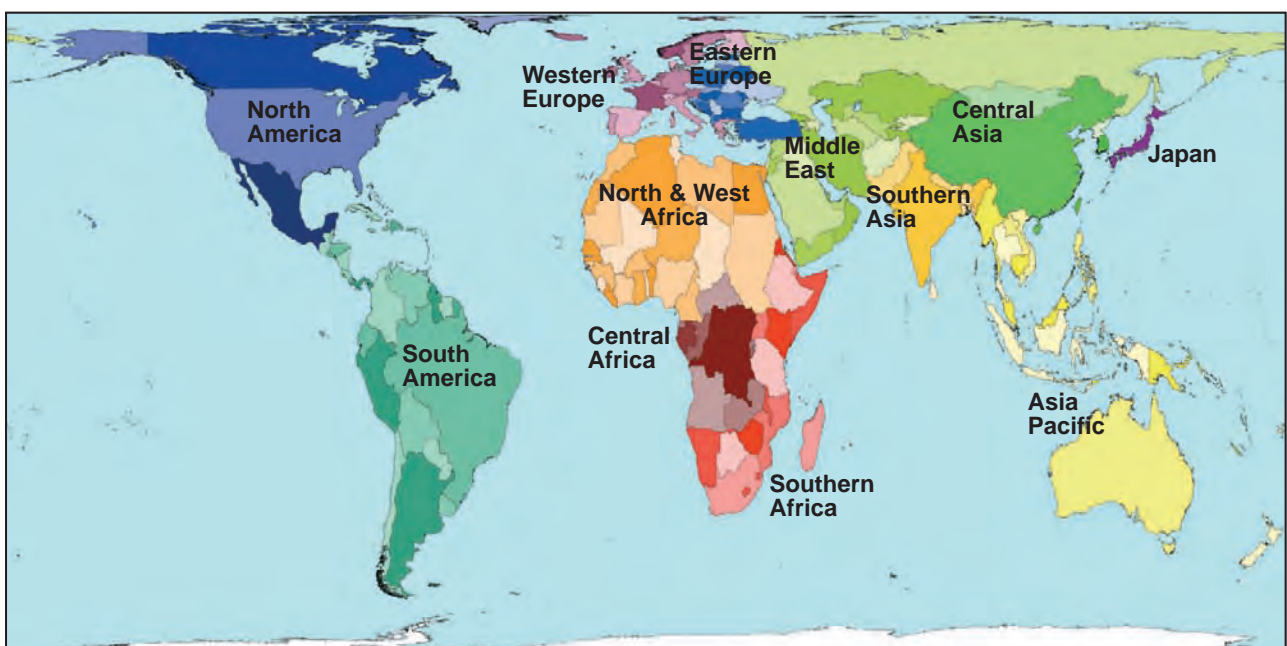 North
America
Western
Europe
Eastern
Europe
Central
Asia
Middle
East
Japan
North & West
Africa
Southern
Asia
Central
Africa
South
America
Asia
Pacific
Southern
Africa